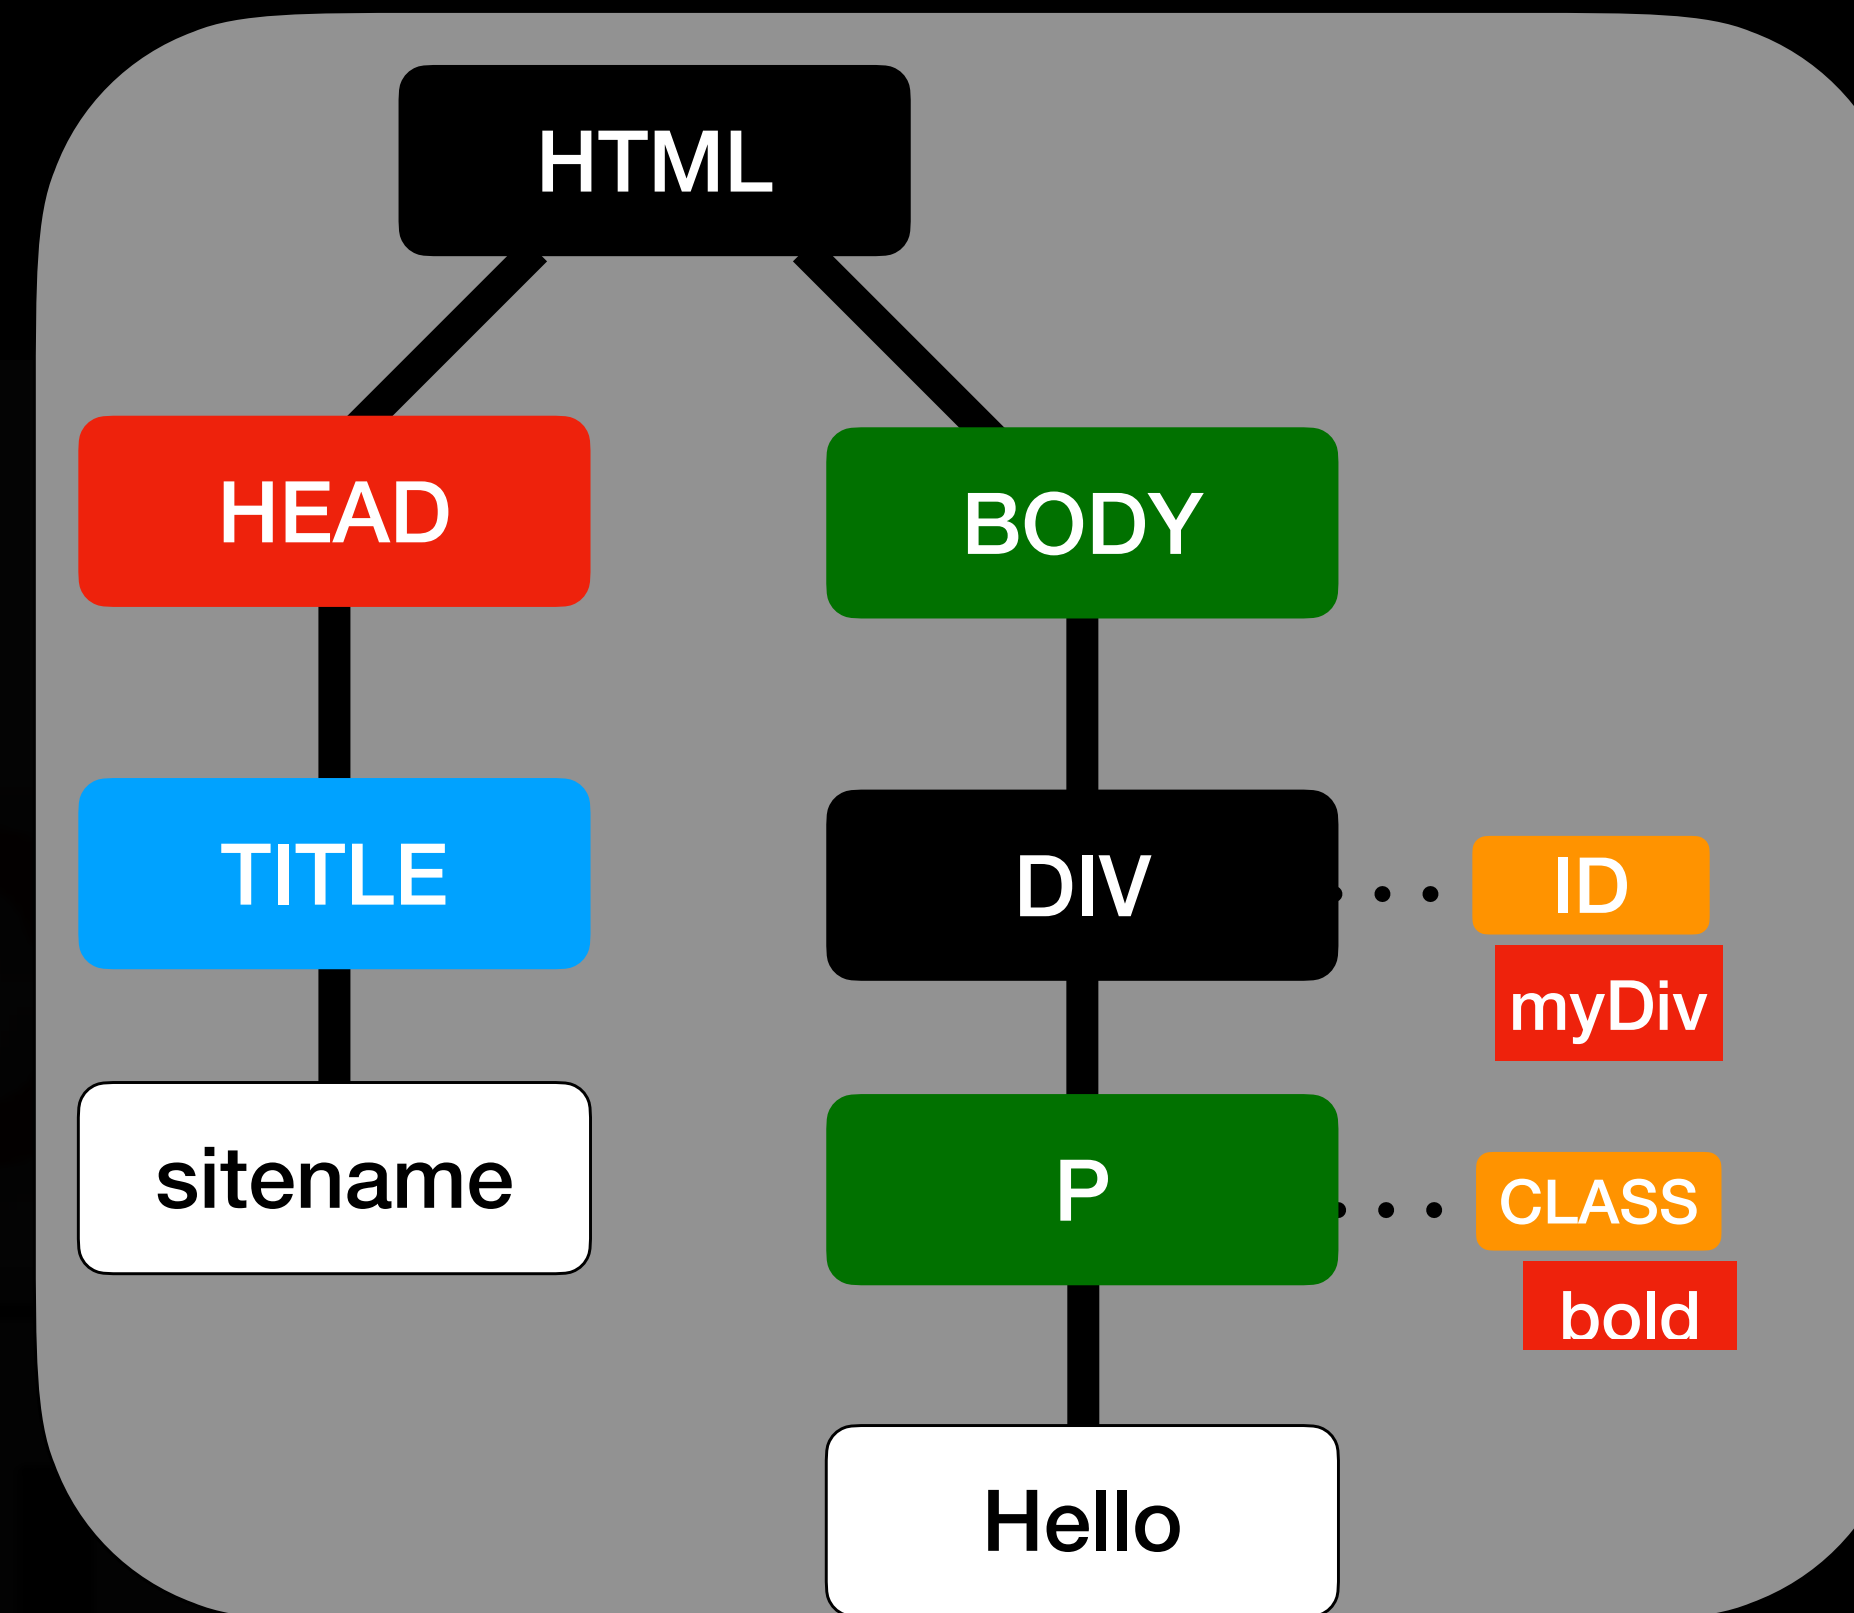 HTML
HEAD
BODY
TITLE
DIV
ID
myDiv
sitename
P
CLASS
bold
Hello